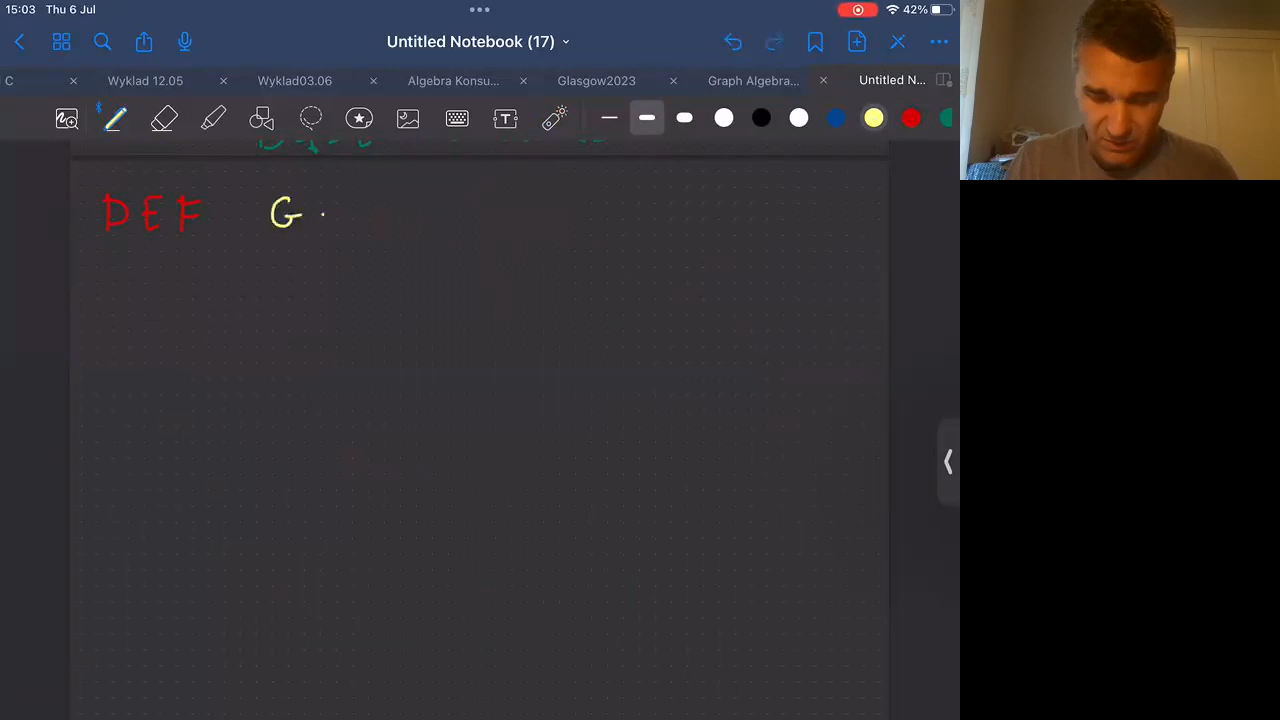 15:03 Thu 6 Jul 42%
Untitled Notebook (17)
C Wyklad 12.05 Wyklad03.06 Algebra Konsu... Glasgow2023 Graph Algebra... Untitled N...
DEF G